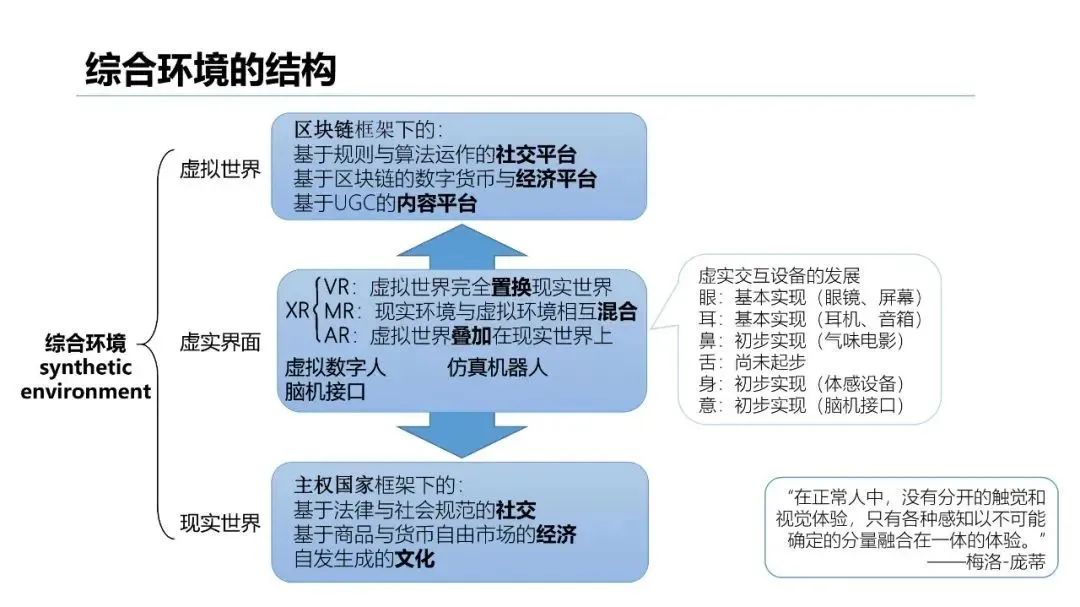 综合环境的结构
综合环境
synthetic
environment
虚拟世界
区块链框架下的：
基于规则与算法运作的社交平台
基于区块链的数字货币与经济平台
基于UGC的内容平台
虚实界面
XR
VR：虚拟世界完全置换现实世界
MR：现实环境与虚拟环境相互混合
AR：虚拟世界叠加在现实世界上
虚拟数字人 仿真机器人
脑机接口
虚实交互设备的发展
眼：基本实现（眼镜、屏幕）
耳：基本实现（耳机、音箱）
鼻：初步实现（气味电影）
舌：尚未起步
身：初步实现（体感设备）
意：初步实现（脑机接口）
现实世界
主权国家框架下的：
基于法律与社会规范的社交
基于商品与货币自由市场的经济
自发生成的文化
“在正常人中，没有分开的触觉和
视觉体验，只有各种感知以不可能
确定的分量融合在一体的体验。”
——梅洛-庞蒂